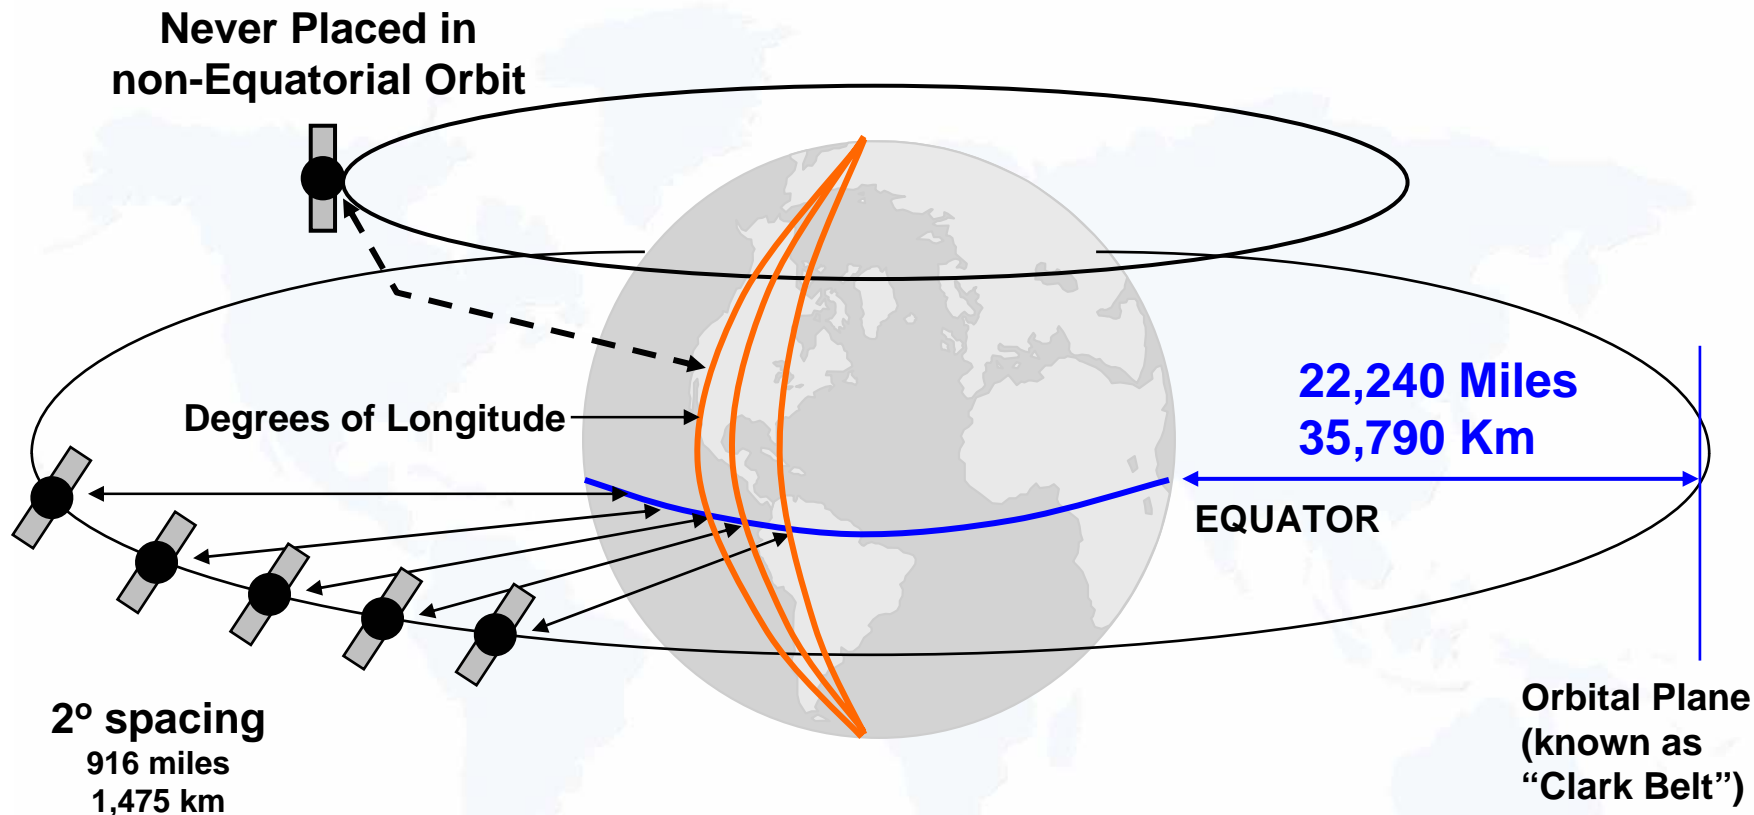 Never Placed in
non-Equatorial Orbit
22,240 Miles
35,790 Km
Degrees of Longitude
EQUATOR
2º spacing
916 miles
1,475 km
Orbital Plane
(known as
“Clark Belt”)